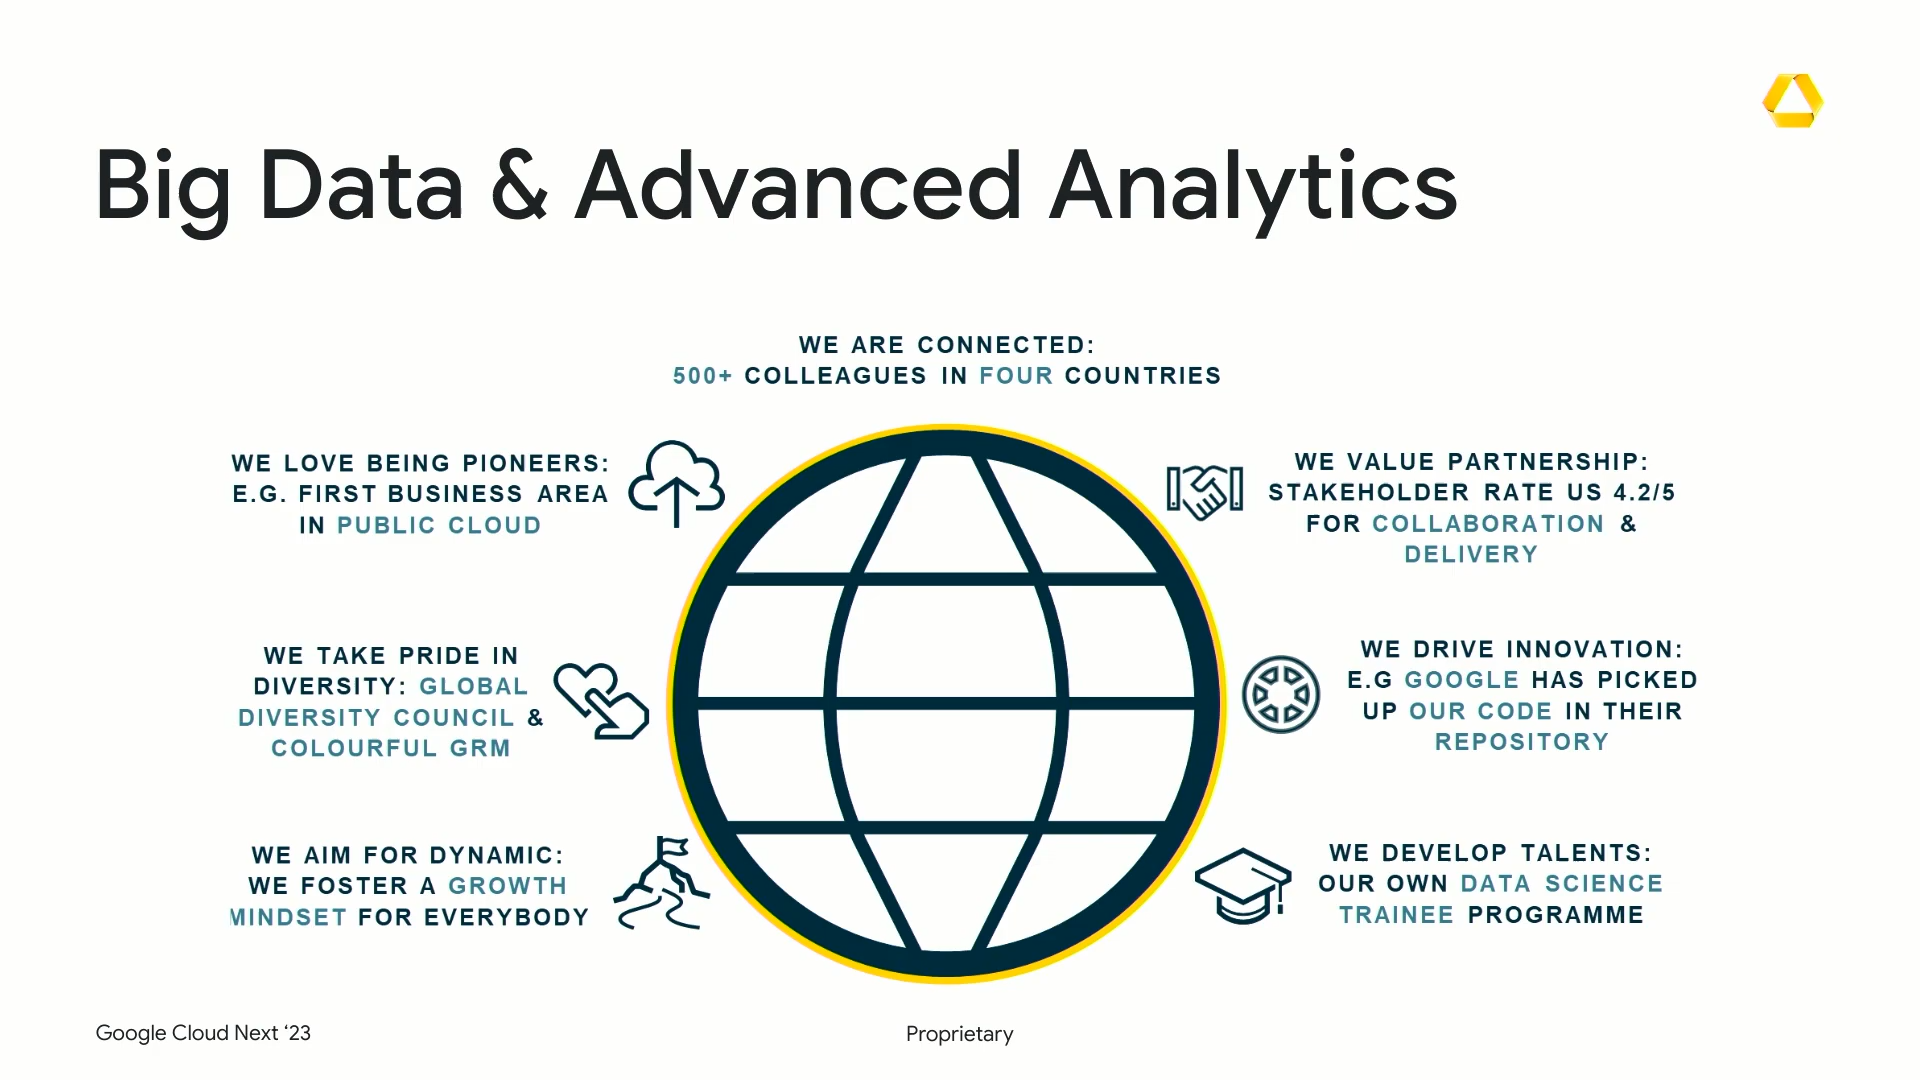 Big Data & Advanced Analytics
WE ARE CONNECTED:
500+ COLLEAGUES IN FOUR COUNTRIES
WE LOVE BEING PIONEERS:
E.G. FIRST BUSINESS AREA
IN PUBLIC CLOUD
WE VALUE PARTNERSHIP:
STAKEHOLDER RATE US 4.2/5
FOR COLLABORATION &
DELIVERY
WE TAKE PRIDE IN
DIVERSITY: GLOBAL
DIVERSITY COUNCIL &
COLOURFUL GRM
WE DRIVE INNOVATION:
E.G GOOGLE HAS PICKED
UP OUR CODE IN THEIR
REPOSITORY
WE AIM FOR DYNAMIC:
WE FOSTER A GROWTH
MINDSET FOR EVERYBODY
WE DEVELOP TALENTS:
OUR OWN DATA SCIENCE
TRAINEE PROGRAMME
Google Cloud Next ‘23
Proprietary